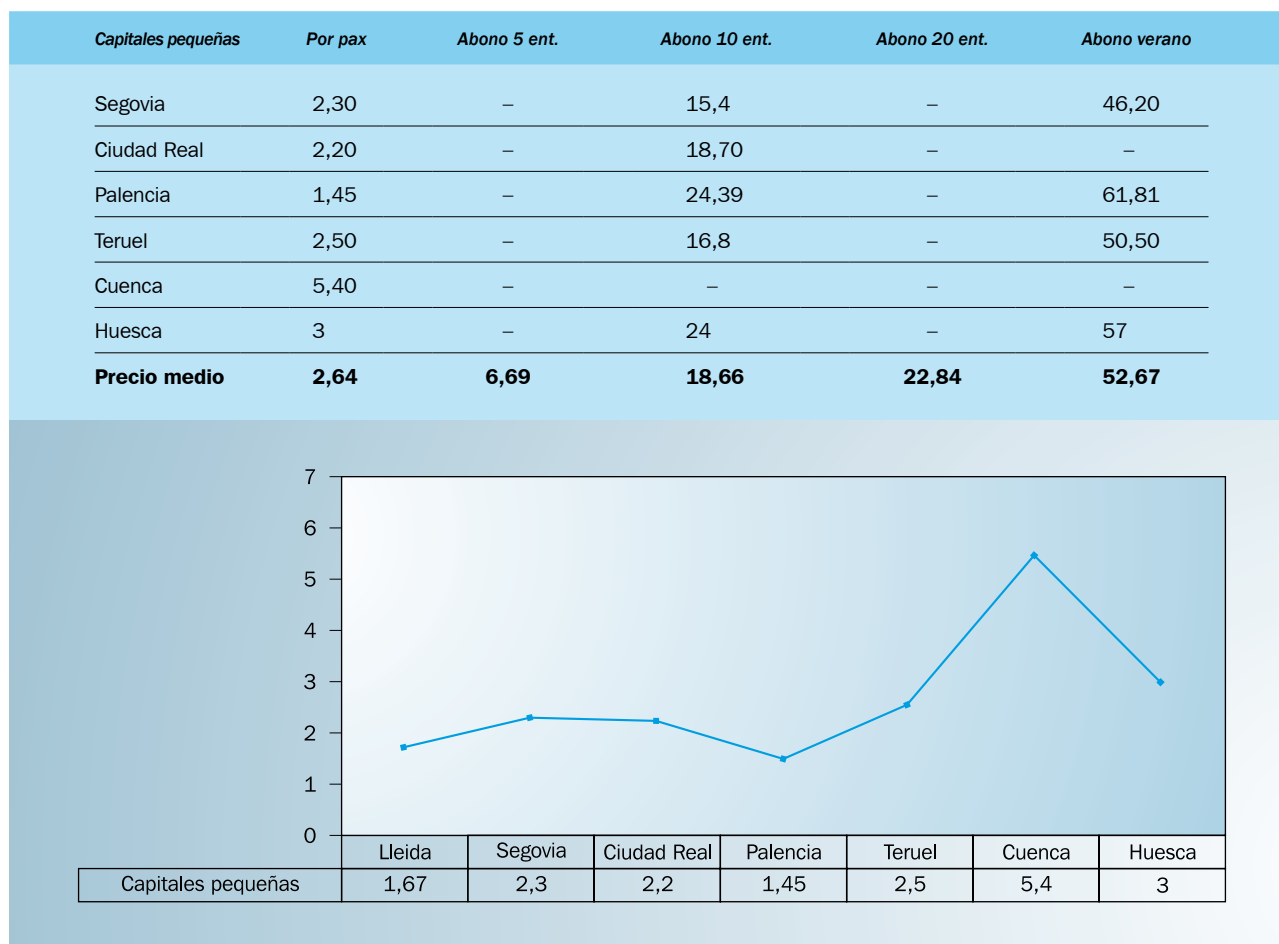 Capitales pequeñas Por pax Abono 5 ent. Abono 10 ent. Abono 20 ent. Abono verano
Segovia 2,30 – 15,4 – 46,20
Ciudad Real 2,20 – 18,70 – –
Palencia 1,45 – 24,39 – 61,81
Teruel 2,50 – 16,8 – 50,50
Cuenca 5,40 – – – –
Huesca 3 – 24 – 57
Precio medio 2,64 6,69 18,66 22,84 52,67
7
6
5
4
3
2
1
0
Lleida Segovia Ciudad Real Palencia Teruel Cuenca Huesca
Capitales pequeñas 1,67 2,3 2,2 1,45 2,5 5,4 3